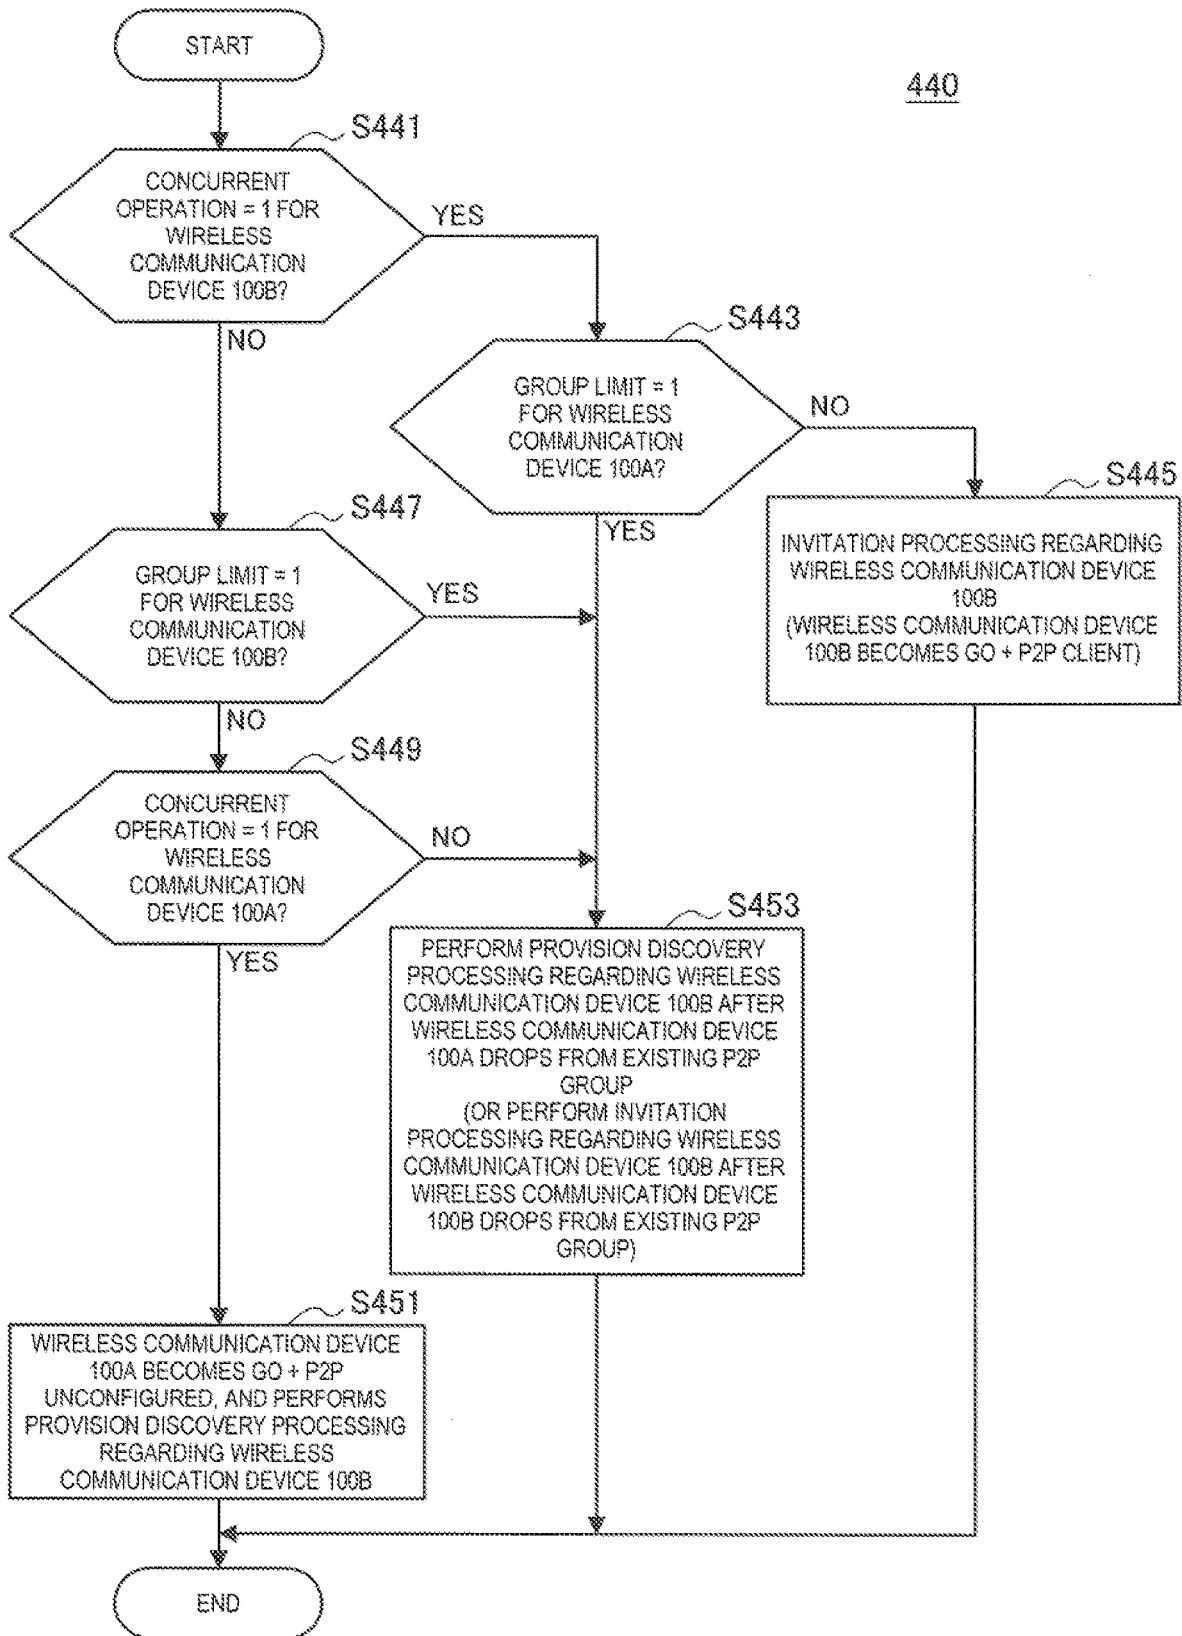 START
440
S441
CONCURRENT
OPERATION = 1 FOR
WIRELESS
COMMUNICATION
DEVICE 100B?
YES
NO
S443
GROUP LIMIT = 1
FOR WIRELESS
COMMUNICATION
DEVICE 100A?
NO
YES
S445
INVITATION PROCESSING REGARDING
WIRELESS COMMUNICATION DEVICE
100B
(WIRELESS COMMUNICATION DEVICE
100B BECOMES GO + P2P CLIENT)
S447
GROUP LIMIT = 1
FOR WIRELESS
COMMUNICATION
DEVICE 100B?
YES
NO
S449
CONCURRENT
OPERATION = 1 FOR
WIRELESS
COMMUNICATION
DEVICE 100A?
NO
YES
S453
PERFORM PROVISION DISCOVERY
PROCESSING REGARDING WIRELESS
COMMUNICATION DEVICE 100B AFTER
WIRELESS COMMUNICATION DEVICE
100A DROPS FROM EXISTING P2P
GROUP
(OR PERFORM INVITATION
PROCESSING REGARDING WIRELESS
COMMUNICATION DEVICE 100B AFTER
WIRELESS COMMUNICATION DEVICE
100B DROPS FROM EXISTING P2P
GROUP)
S451
WIRELESS COMMUNICATION DEVICE
100A BECOMES GO + P2P
UNCONFIGURED, AND PERFORMS
PROVISION DISCOVERY PROCESSING
REGARDING WIRELESS
COMMUNICATION DEVICE 100B
END